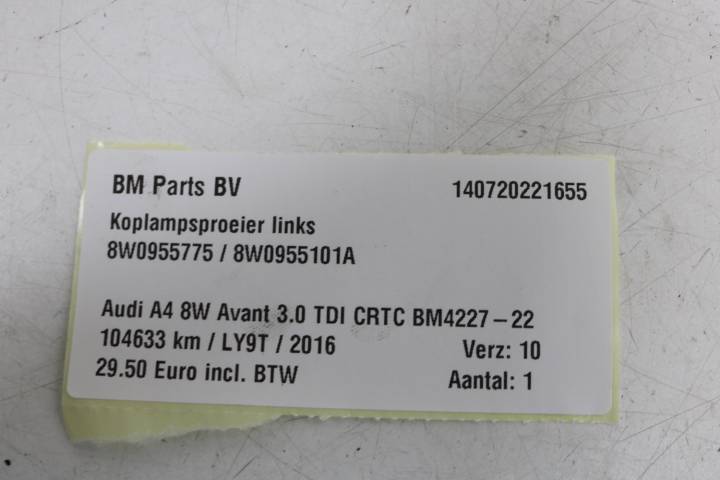 BM Parts BV 140720221655
Koplampsproeier links
8W0955775 / 8W0955101A
Audi A4 8W Avant 3.0 TDI CRTC BM4227-22
104633 km / LY9T / 2016 Verz: 10
29.50 Euro incl. BTW Aantal: 1